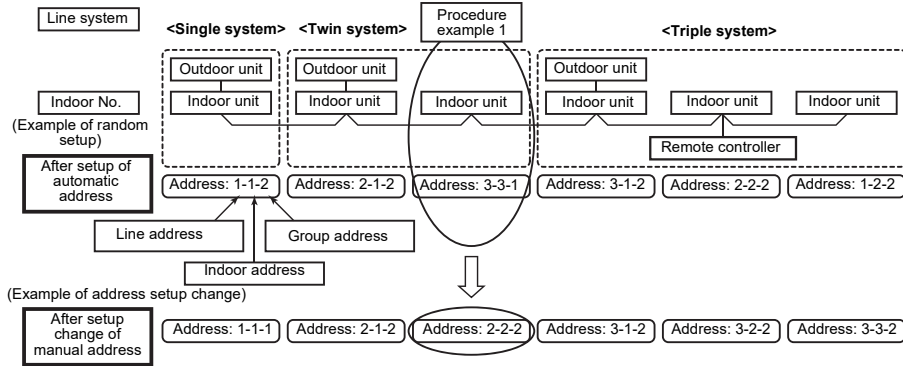 Line system
<Single system>
<Twin system>
Procedure
example 1
<Triple system>
Outdoor unit
Outdoor unit
Outdoor unit
Indoor No.
Indoor unit
Indoor unit
Indoor unit
Indoor unit
Indoor unit
Indoor unit
(Example of random
setup)
Remote controller
After setup of
automatic
address
Address: 1-1-2
Address: 2-1-2
Address: 3-3-1
Address: 3-1-2
Address: 2-2-2
Address: 1-2-2
Line address
Group address
Indoor address
(Example of address setup change)
After setup
change of
manual address
Address: 1-1-1
Address: 2-1-2
Address: 2-2-2
Address: 3-1-2
Address: 3-2-2
Address: 3-3-2